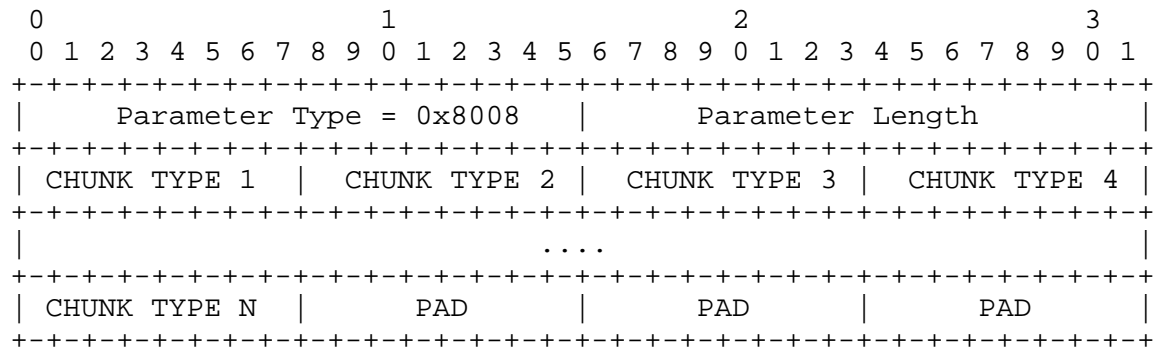 0                   1                   2                   3
 0 1 2 3 4 5 6 7 8 9 0 1 2 3 4 5 6 7 8 9 0 1 2 3 4 5 6 7 8 9 0 1
+-+-+-+-+-+-+-+-+-+-+-+-+-+-+-+-+-+-+-+-+-+-+-+-+-+-+-+-+-+-+-+-+
|     Parameter Type = 0x8008   |      Parameter Length         |
+-+-+-+-+-+-+-+-+-+-+-+-+-+-+-+-+-+-+-+-+-+-+-+-+-+-+-+-+-+-+-+-+
| CHUNK TYPE 1  |  CHUNK TYPE 2 |  CHUNK TYPE 3 |  CHUNK TYPE 4 |
+-+-+-+-+-+-+-+-+-+-+-+-+-+-+-+-+-+-+-+-+-+-+-+-+-+-+-+-+-+-+-+-+
|                             ....                              |
+-+-+-+-+-+-+-+-+-+-+-+-+-+-+-+-+-+-+-+-+-+-+-+-+-+-+-+-+-+-+-+-+
| CHUNK TYPE N  |      PAD      |      PAD      |      PAD      |
+-+-+-+-+-+-+-+-+-+-+-+-+-+-+-+-+-+-+-+-+-+-+-+-+-+-+-+-+-+-+-+-+